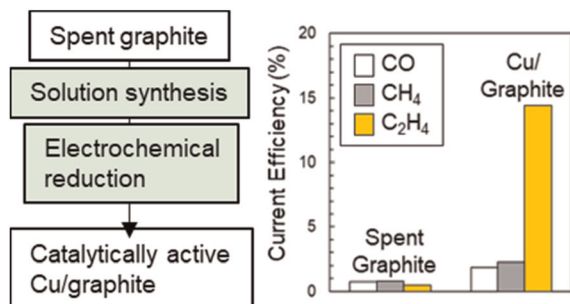 Spent graphite
Solution synthesis
Electrochemical
reduction
Catalytically active
Cu/graphite
Current Efficiency (%)
20
15
10
5
0
CO
CH₄
C₂H₄
Cu/
Graphite
Spent
Graphite